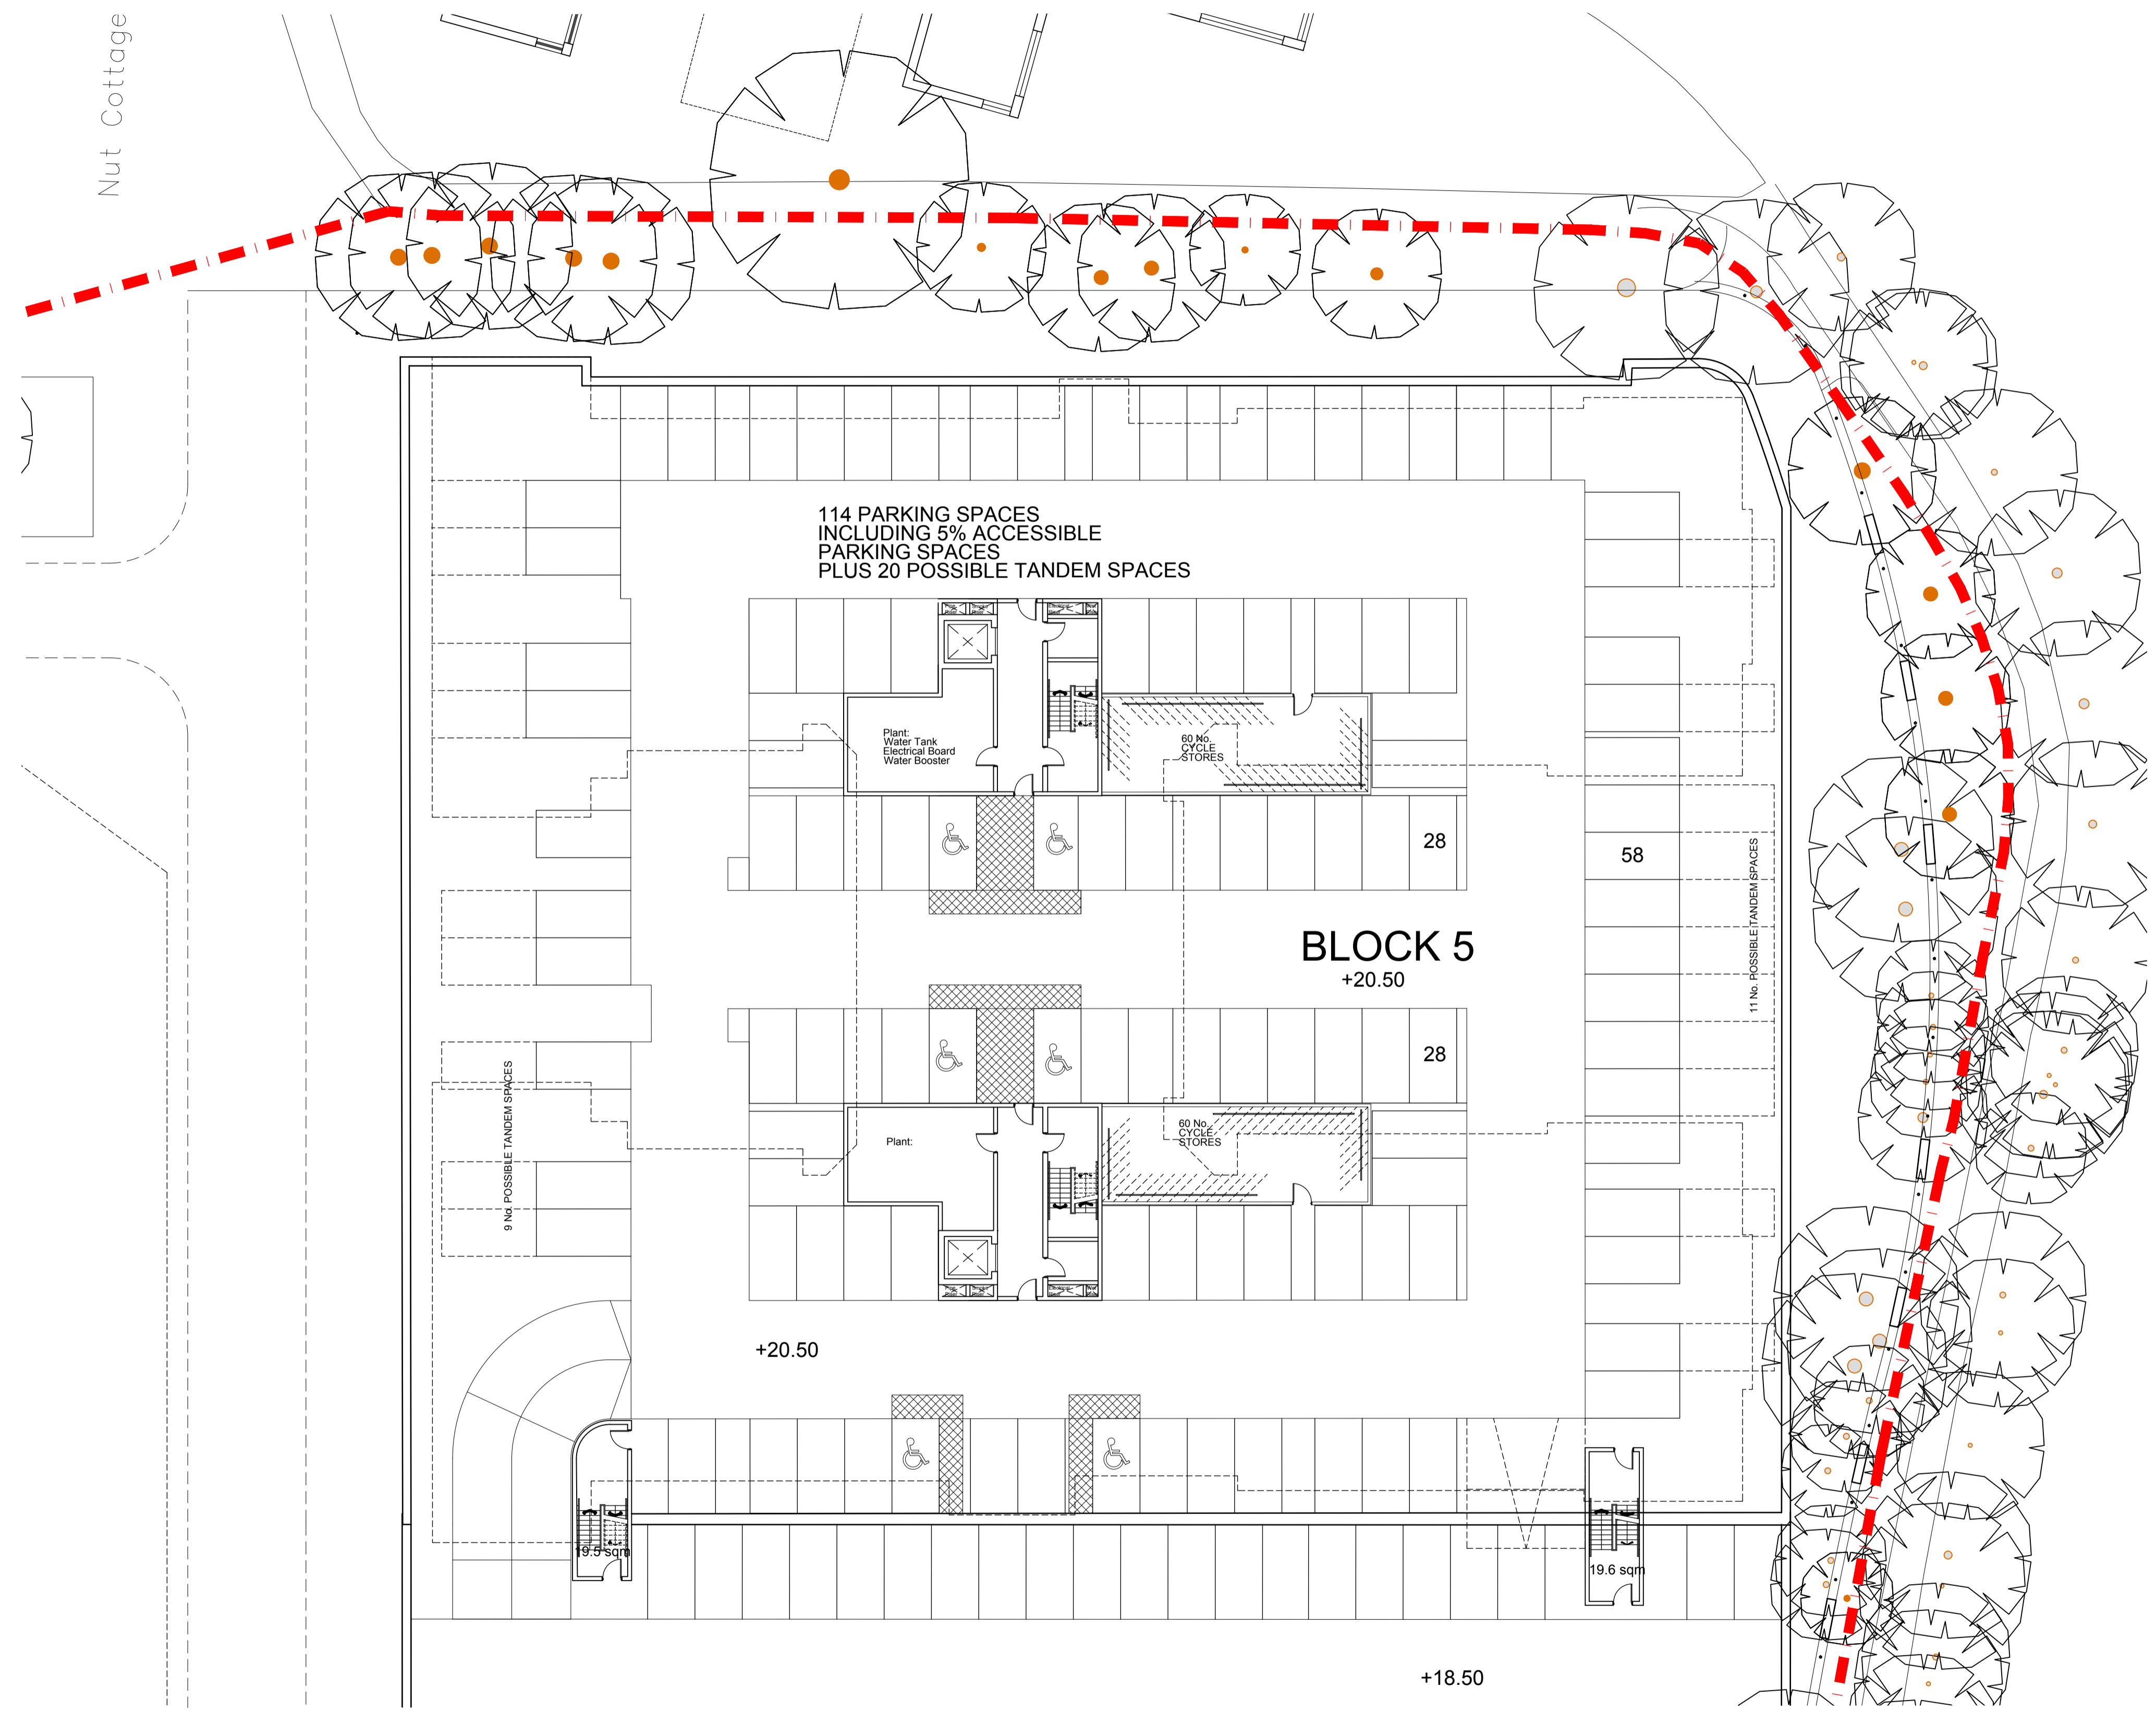 Nut Cottage
114 PARKING SPACES
INCLUDING 5% ACCESSIBLE
PARKING SPACES
PLUS 20 POSSIBLE TANDEM SPACES
Plant:
Water Tank
Electrical Board
Water Booster
60 No.
CYCLE
STORES
28
58
11 No. POSSIBLE TANDEM SPACES
BLOCK 5
+20.50
28
9 No. POSSIBLE TANDEM SPACES
Plant:
60 No.
CYCLE
STORES
+20.50
19.5 sqm
19.6 sqm
+18.50